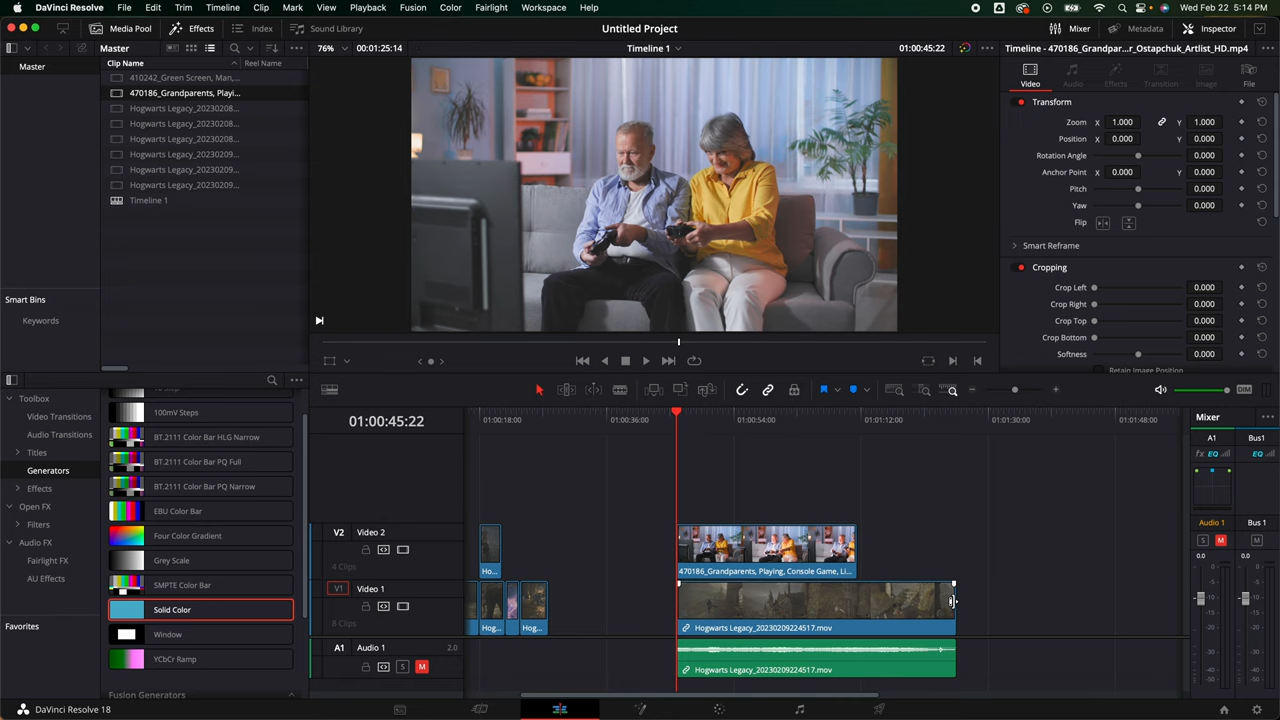 DaVinci Resolve File Edit Trim Timeline Clip Mark View Playback Fusion Color Fairlight Workspace Help Wed Feb 22 5:14 PM
Media Pool Effects Index Sound Library Untitled Project Mixer Metadata Inspector
Master 76% 00:01:25:14 Timeline 1 01:00:45:22 Timeline - 470186_Grandpar...r_Ostapchuk_Artlist_HD.mp4
Master Clip Name Reel Name
410242_Green Screen, Man,...
470186_Grandparents, Playi...
Hogwarts Legacy_20230208...
Hogwarts Legacy_20230208...
Hogwarts Legacy_20230208...
Hogwarts Legacy_20230209...
Hogwarts Legacy_20230209...
Hogwarts Legacy_20230209...
Timeline 1
Smart Bins
Keywords
Video Audio Effects Transition Image File
Transform
Zoom X 1.000 Y 1.000
Position X 0.000 Y 0.000
Rotation Angle 0.000
Anchor Point X 0.000 Y 0.000
Pitch 0.000
Yaw 0.000
Flip
Smart Reframe
Cropping
Crop Left 0.000
Crop Right 0.000
Crop Top 0.000
Crop Bottom 0.000
Softness 0.000
Retain Image Position
Toolbox
Video Transitions
Audio Transitions
Titles
Generators
Effects
Open FX
Filters
Audio FX
Fairlight FX
AU Effects
Favorites
100mV Steps
BT.2111 Color Bar HLG Narrow
BT.2111 Color Bar PQ Full
BT.2111 Color Bar PQ Narrow
EBU Color Bar
Four Color Gradient
Grey Scale
SMPTE Color Bar
Solid Color
Window
YCbCr Ramp
Fusion Generators
DIM
01:00:45:22 01:00:18:00 01:00:36:00 01:00:54:00 01:01:12:00 01:01:30:00 01:01:48:00
V2 Video 2
4 Clips
Ho... 470186_Grandparents, Playing, Console Game, Li...
V1 Video 1
8 Clips
Hog... Hog... Hogwarts Legacy_20230209224517.mov
A1 Audio 1 2.0
S M
Hogwarts Legacy_20230209224517.mov
Mixer
A1 Bus1
fx EQ EQ
Audio 1 Bus 1
S M M
0.0 0.0
DaVinci Resolve 18